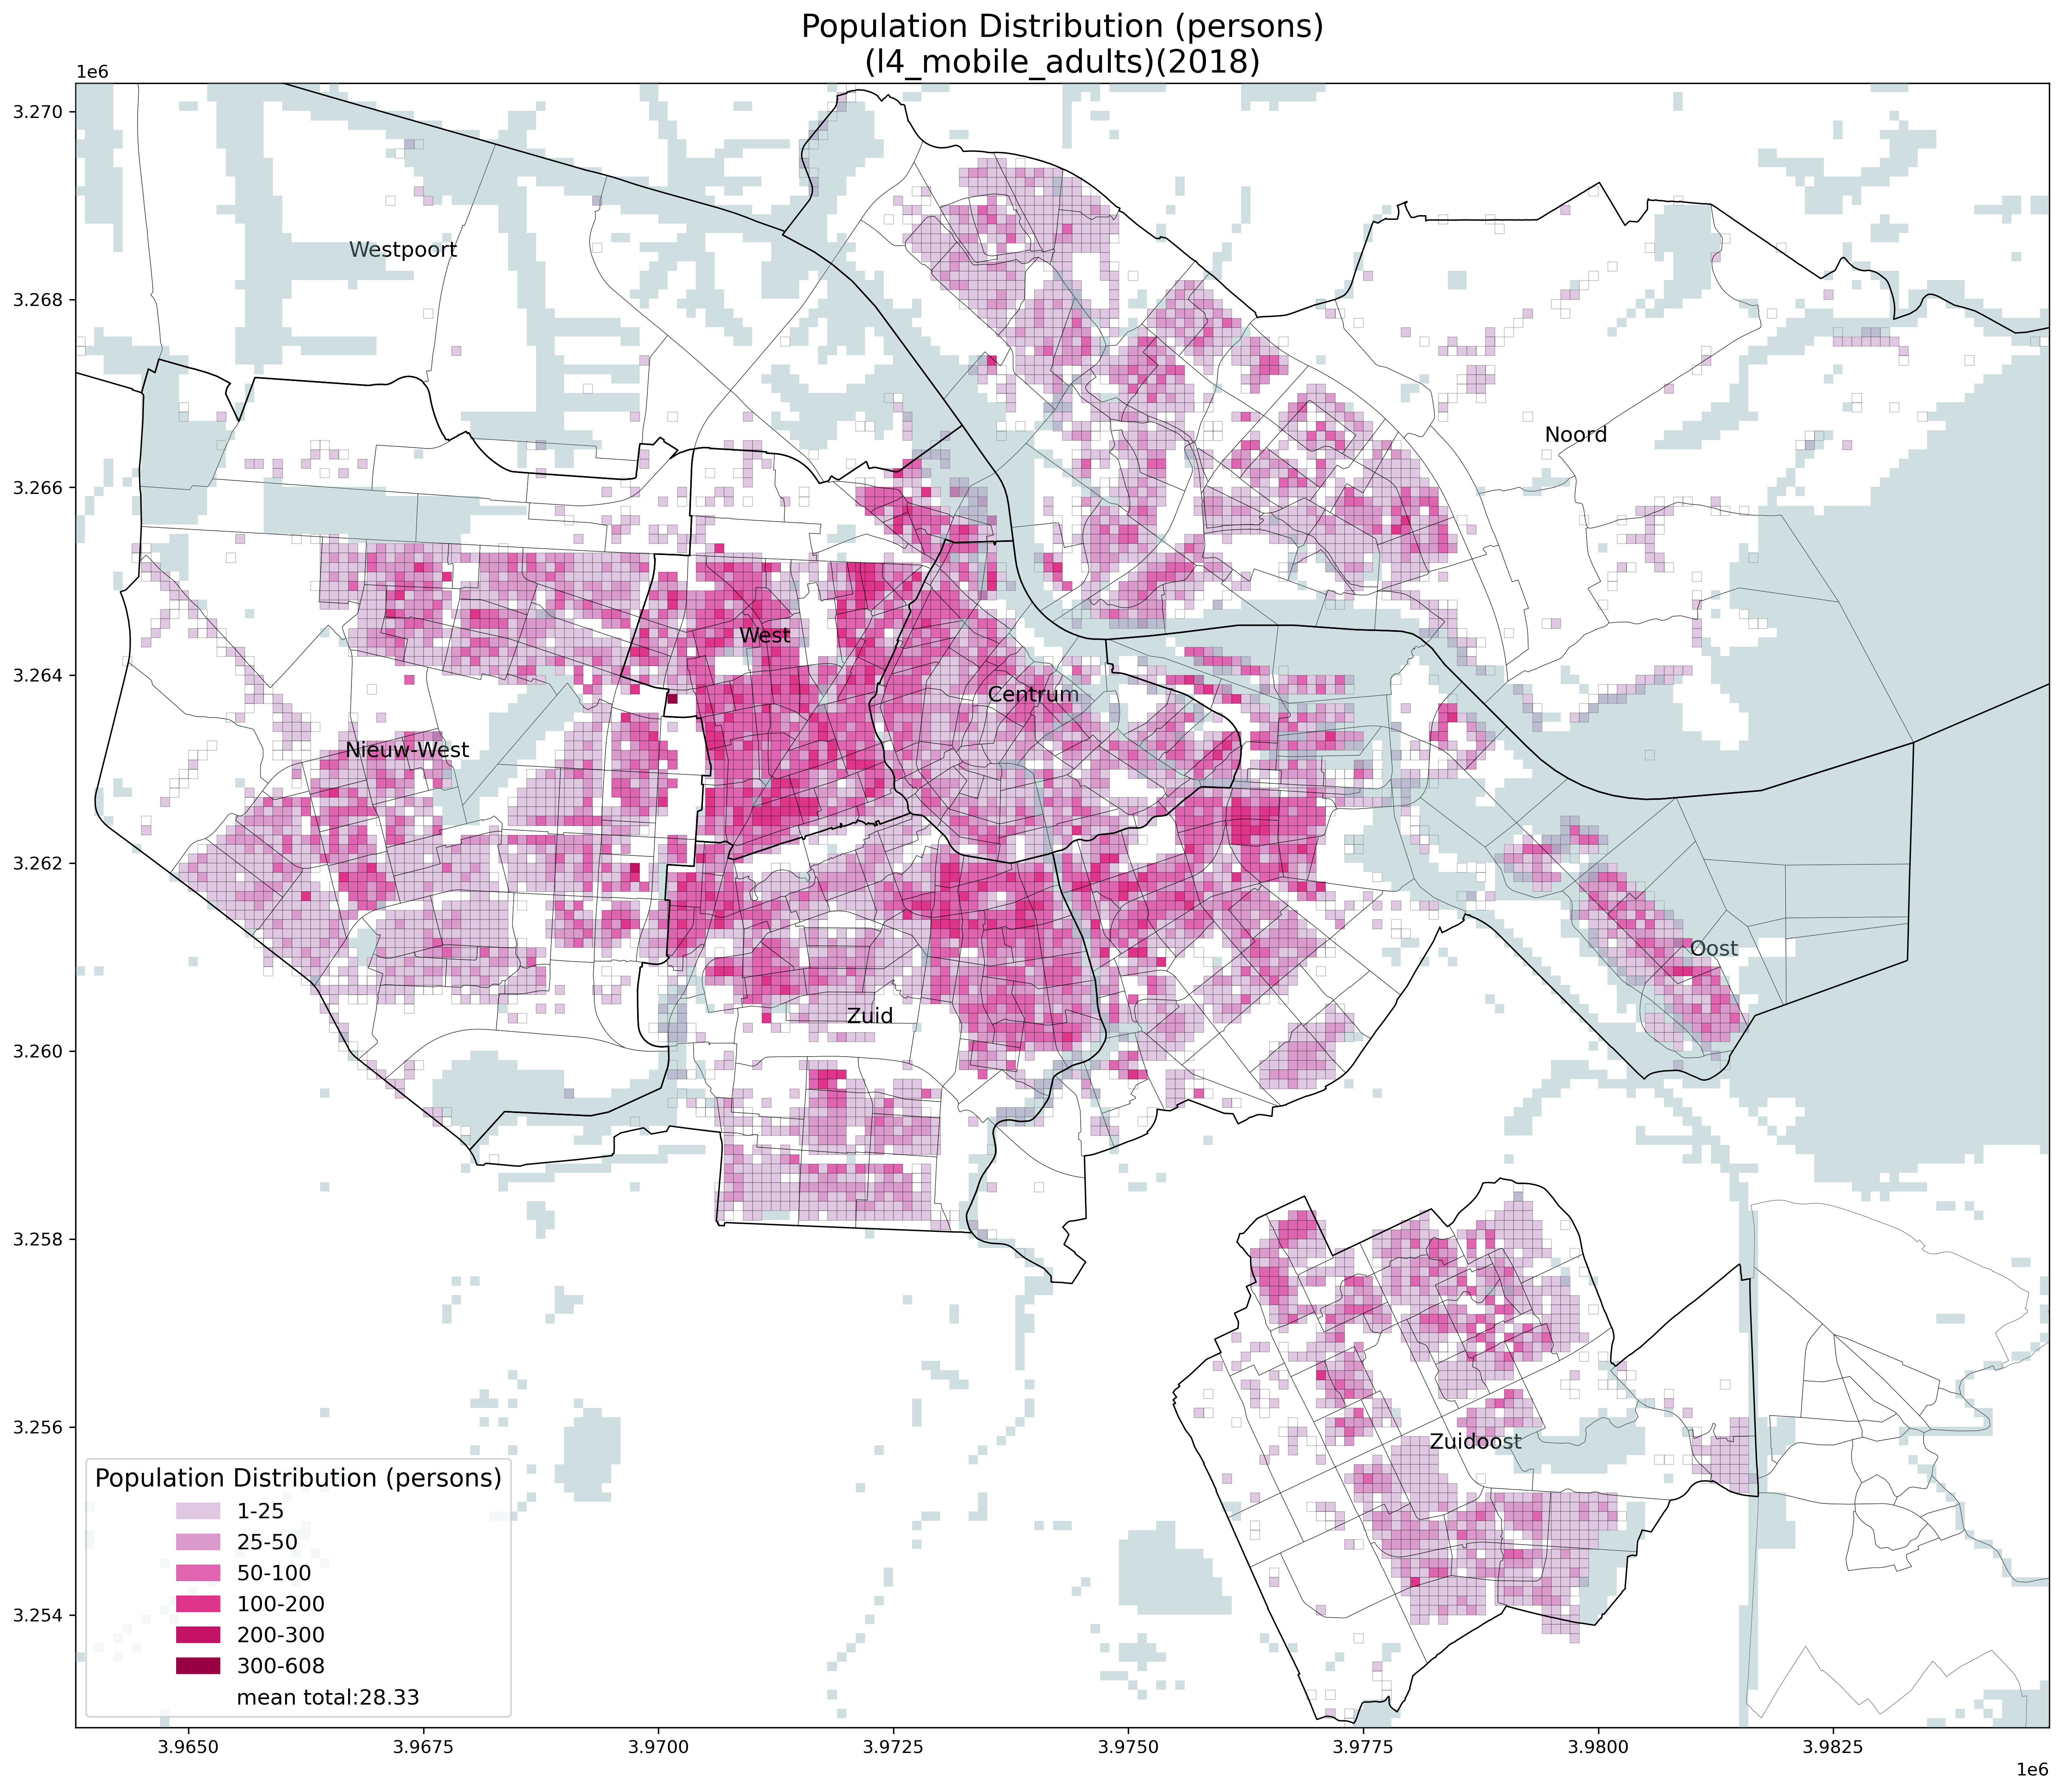 Population Distribution (persons)
(l4_mobile_adults)(2018)
1e6
3.270
3.268
3.266
3.264
3.262
3.260
3.258
3.256
3.254
Westpoort
Noord
West
Centrum
Nieuw-West
Oost
Zuid
Zuidoost
Population Distribution (persons)
1-25
25-50
50-100
100-200
200-300
300-608
mean total:28.33
3.9650
3.9675
3.9700
3.9725
3.9750
3.9775
3.9800
3.9825
1e6